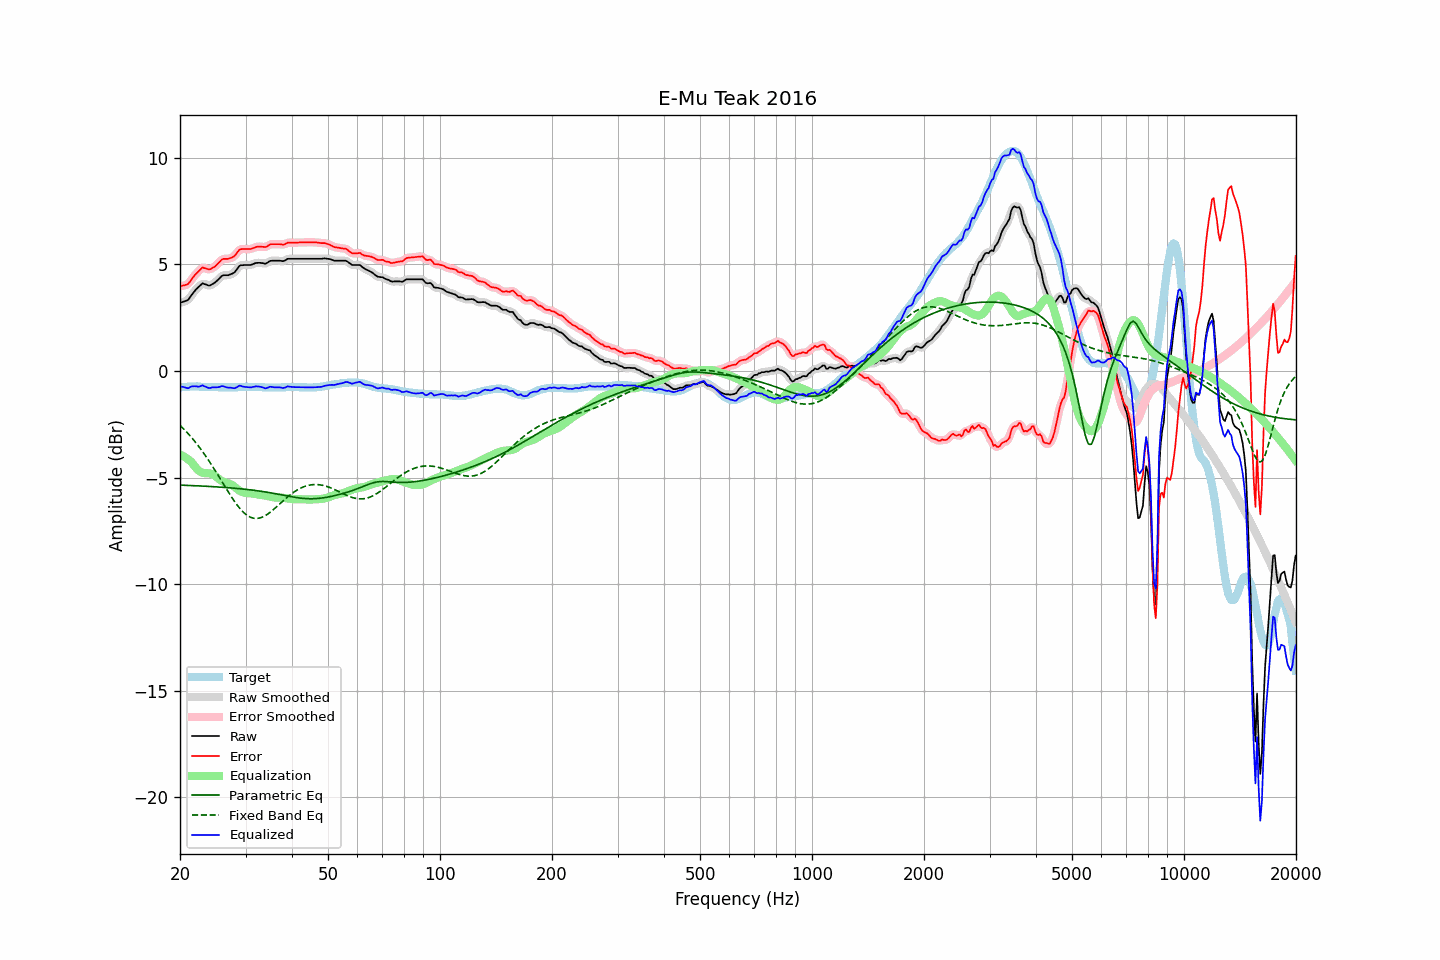 E-Mu Teak 2016
Amplitude (dBr)
10
5
0
−5
−10
−15
−20
Target
Raw Smoothed
Error Smoothed
Raw
Error
Equalization
Parametric Eq
Fixed Band Eq
Equalized
20 50 100 200 500 1000 2000 5000 10000 20000
Frequency (Hz)